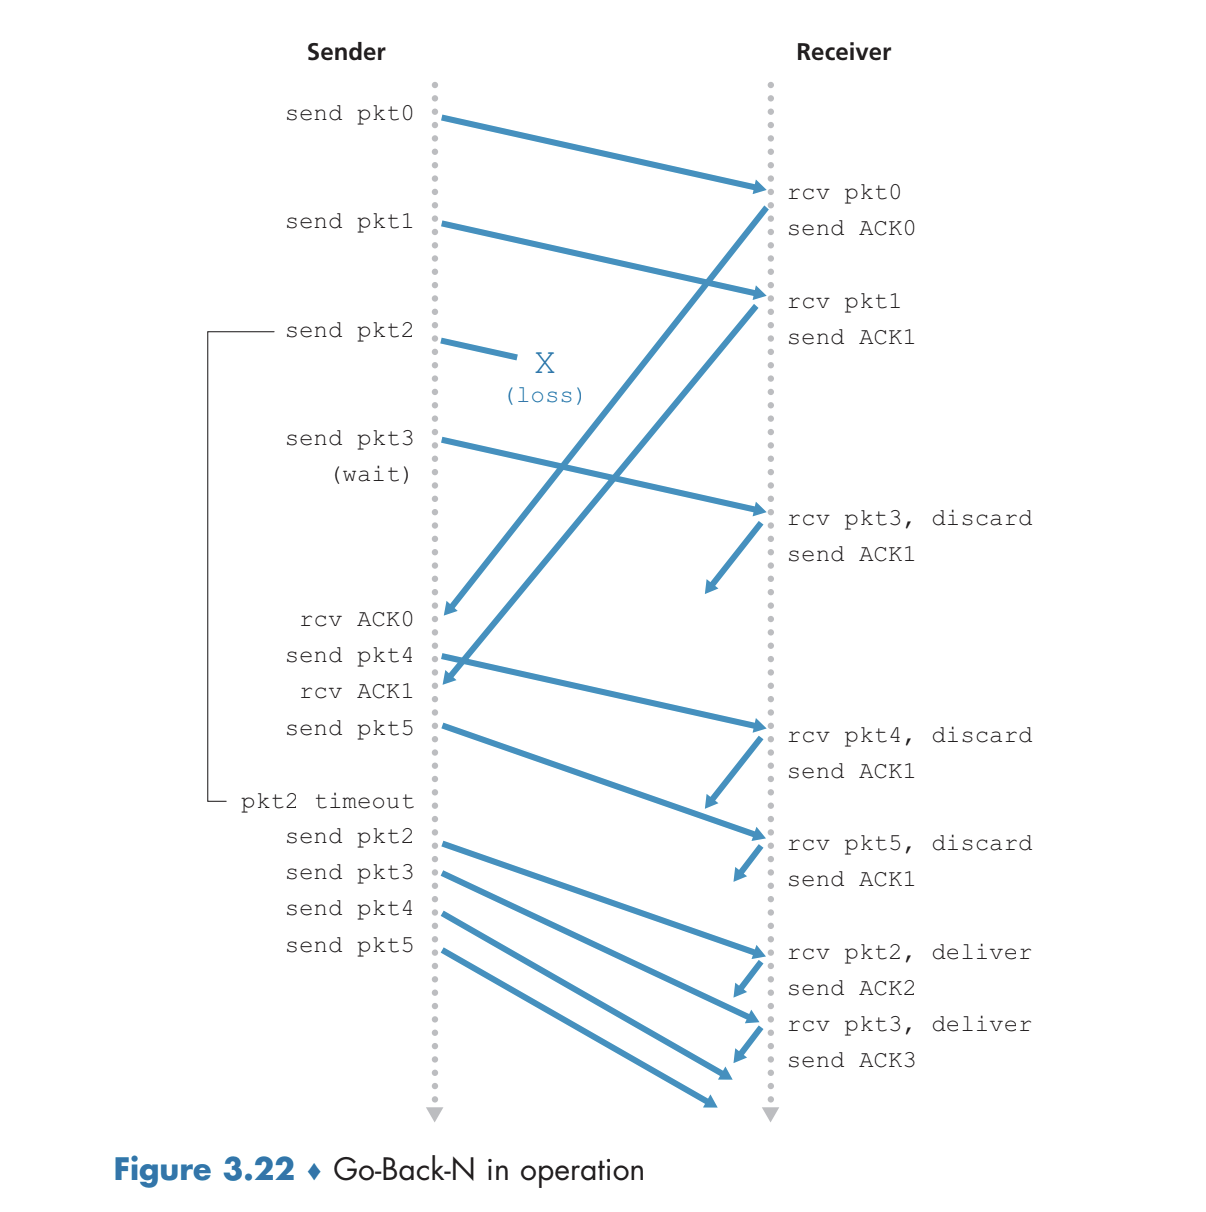 Sender
Receiver
send pkt0
rcv pkt0
send pkt1
send ACK0
rcv pkt1
send pkt2
send ACK1
X
(loss)
send pkt3
(wait)
rcv pkt3, discard
send ACK1
rcv ACK0
send pkt4
rcv ACK1
send pkt5
rcv pkt4, discard
send ACK1
pkt2 timeout
send pkt2
rcv pkt5, discard
send pkt3
send ACK1
send pkt4
send pkt5
rcv pkt2, deliver
send ACK2
rcv pkt3, deliver
send ACK3
Figure 3.22 ♦ Go-Back-N in operation